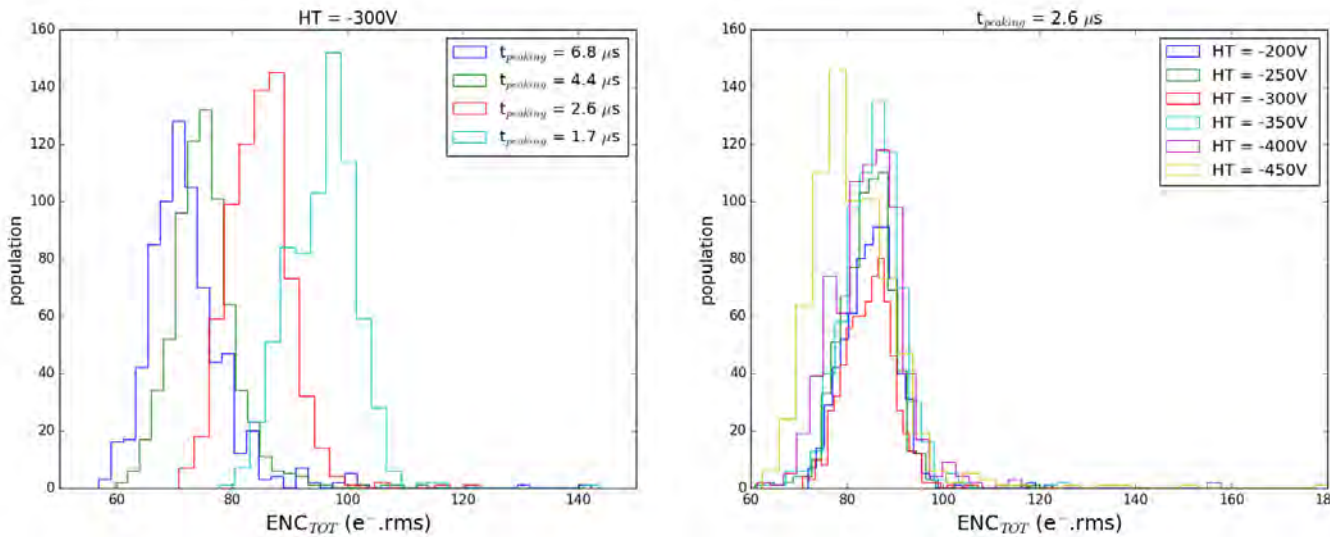 HT = -300V
160
140
120
100
80
60
40
20
0
population
60
80
100
120
140
ENC_TOT (e⁻.rms)
t_peaking = 6.8 μs
t_peaking = 4.4 μs
t_peaking = 2.6 μs
t_peaking = 1.7 μs
t_peaking = 2.6 μs
160
140
120
100
80
60
40
20
0
population
60
80
100
120
140
160
180
ENC_TOT (e⁻.rms)
HT = -200V
HT = -250V
HT = -300V
HT = -350V
HT = -400V
HT = -450V